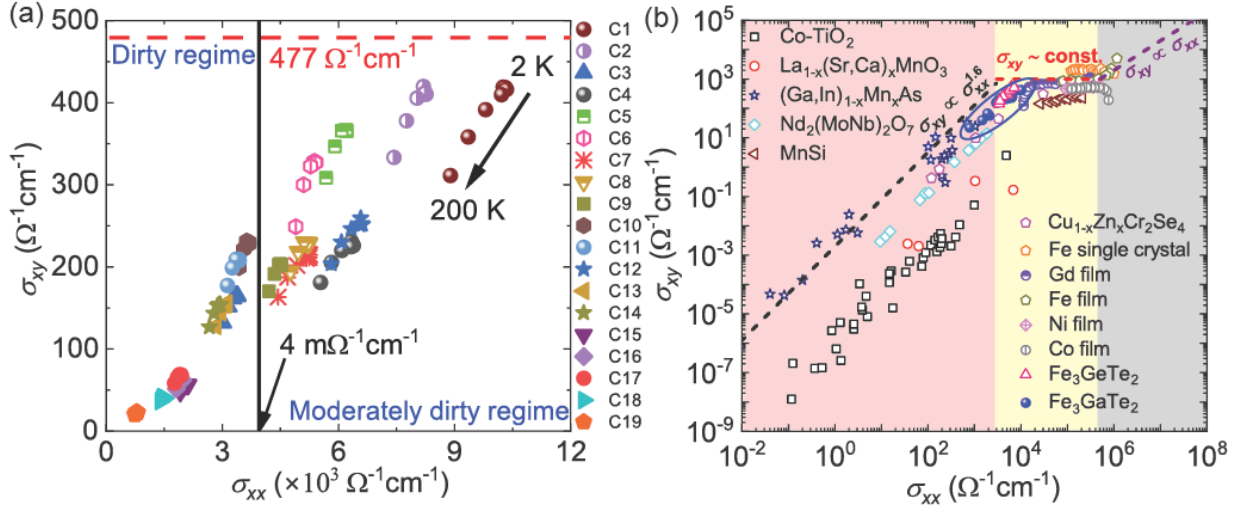 (a)
500
400
300
200
100
0
σxy (Ω⁻¹cm⁻¹)
Dirty regime
477 Ω⁻¹cm⁻¹
2 K
200 K
4 mΩ⁻¹cm⁻¹
Moderately dirty regime
0 3 6 9 12
σxx (×10³ Ω⁻¹cm⁻¹)
C1
C2
C3
C4
C5
C6
C7
C8
C9
C10
C11
C12
C13
C14
C15
C16
C17
C18
C19
(b)
10⁵
10³
10¹
10⁻¹
10⁻³
10⁻⁵
10⁻⁷
10⁻⁹
σxy (Ω⁻¹cm⁻¹)
Co-TiO₂
La₁₋ₓ(Sr,Ca)ₓMnO₃
(Ga,In)₁₋ₓMnₓAs
Nd₂(MoNb)₂O₇
MnSi
σxy ∝ σxx^1.6
σxy ~ const.
σxy ∝ σxx
Cu₁₋ₓZnₓCr₂Se₄
Fe single crystal
Gd film
Fe film
Ni film
Co film
Fe₃GeTe₂
Fe₃GaTe₂
10⁻² 10⁰ 10² 10⁴ 10⁶ 10⁸
σxx (Ω⁻¹cm⁻¹)